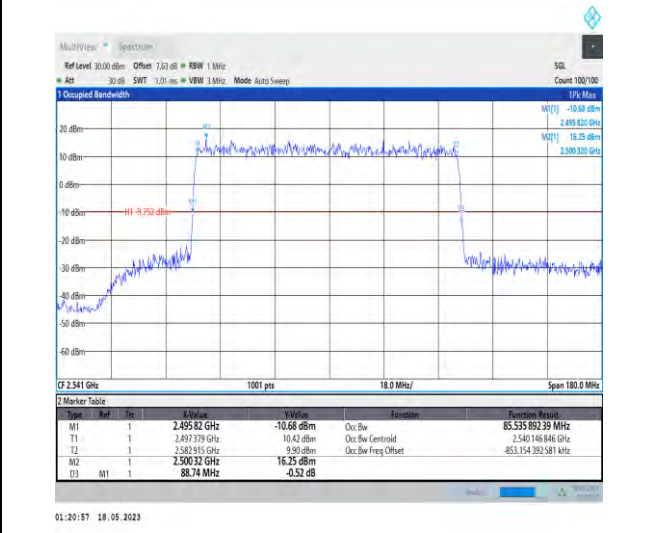 MultiView Spectrum
Ref Level 30.00 dBm Offset 7.63 dB RBW 1 MHz SGL
Att 30 dB SWT 1.01 ms VBW 3 MHz Mode Auto Sweep Count 100/100
1 Occupied Bandwidth 1Pk Max
M1[1] -10.68 dBm
2.495 820 GHz
M2[1] 16.25 dBm
2.500 320 GHz
20 dBm
M2
10 dBm
0 dBm
M1
-10 dBm H1 -9.752 dBm
-20 dBm
-30 dBm
-40 dBm
-50 dBm
-60 dBm
CF 2.541 GHz 1001 pts 18.0 MHz/ Span 180.0 MHz
2 Marker Table
Type Ref Trc X-Value Y-Value Function Function Result
M1 1 2.495 82 GHz -10.68 dBm Occ Bw 85.535 892 39 MHz
T1 1 2.497 379 GHz 10.42 dBm Occ Bw Centroid 2.540 146 846 GHz
T2 1 2.582 915 GHz 9.90 dBm Occ Bw Freq Offset -853.154 392 581 kHz
M2 1 2.500 32 GHz 16.25 dBm
D3 M1 1 88.74 MHz -0.52 dB
01:20:57 18.05.2023